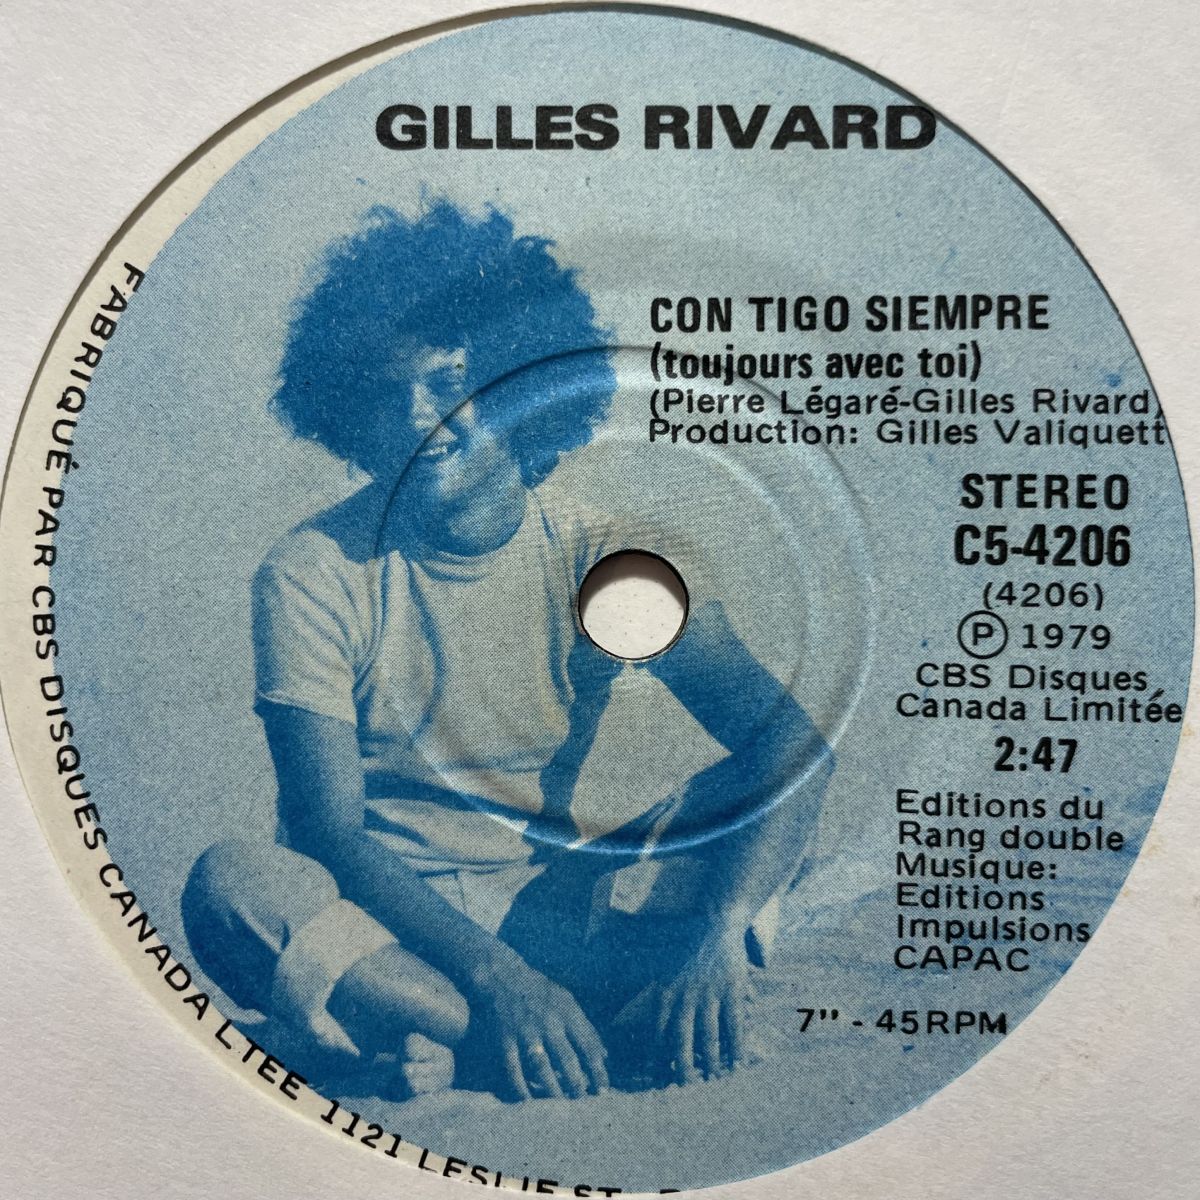 GILLES RIVARD
CON TIGO SIEMPRE
(toujours avec toi)
(Pierre Légaré-Gilles Rivard)
Production: Gilles Valiquett
STEREO
C5-4206
(4206)
Ⓟ 1979
CBS Disques
Canada Limitée
2:47
Editions du
Rang double
Musique:
Editions
Impulsions
CAPAC
7" - 45RPM
FABRIQUÉ PAR CBS DISQUES CANADA LTEE 1121 LESLIE ST.